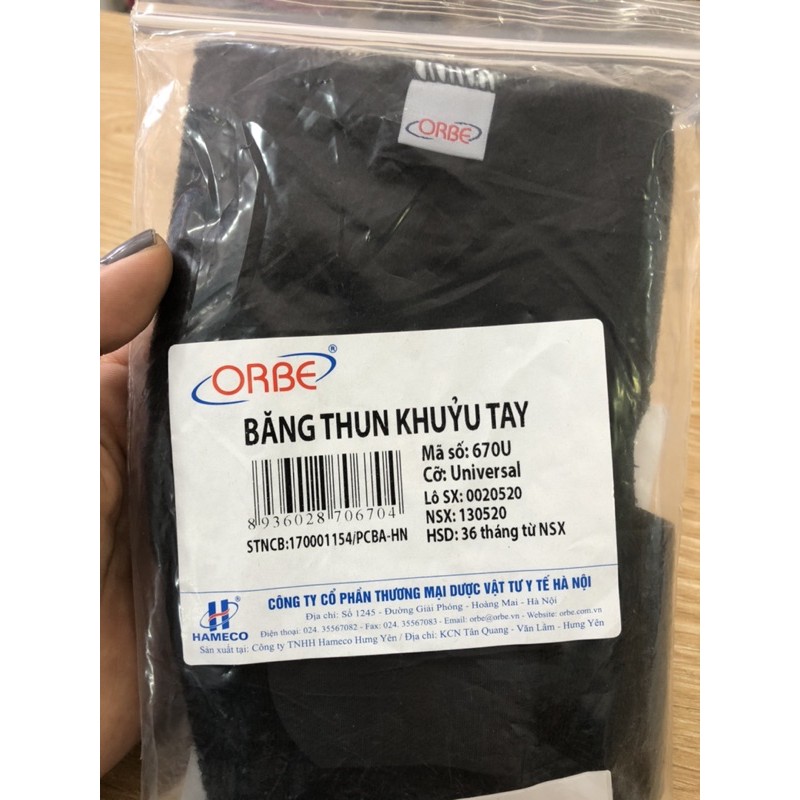 ORBE
ORBE®
BĂNG THUN KHUỶU TAY
Mã số: 670U
Cỡ: Universal
Lô SX: 0020520
NSX: 130520
HSD: 36 tháng từ NSX
8 936028 706704
STNCB:170001154/PCBA-HN
H®
HAMECO
CÔNG TY CỔ PHẦN THƯƠNG MẠI DƯỢC VẬT TƯ Y TẾ HÀ NỘI
Địa chỉ: Số 1245 - Đường Giải Phóng - Hoàng Mai - Hà Nội
Điện thoại: 024. 35567082 - Fax: 024. 35567083 - Email: orbe@orbe.vn - Website: orbe.com.vn
Sản xuất tại: Công ty TNHH Hameco Hưng Yên / Địa chỉ: KCN Tân Quang - Văn Lâm - Hưng Yên